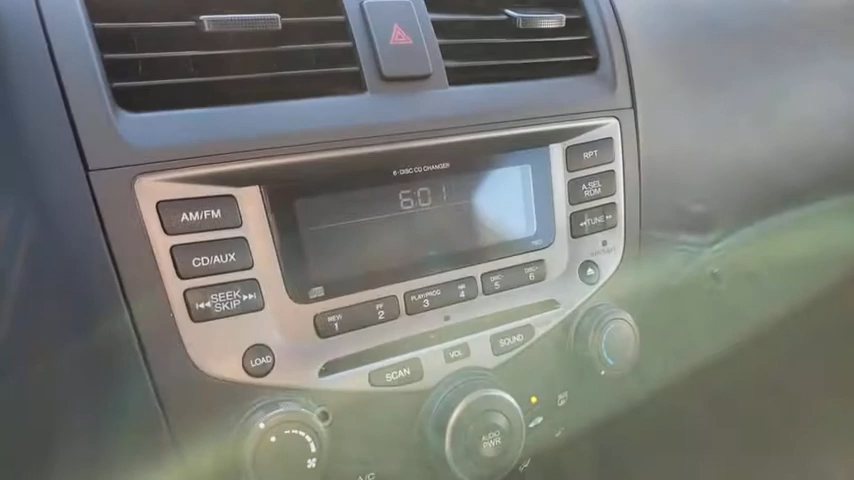 6-DISC CD CHANGER
6:01
RPT
AM/FM
A.SEL
RDM
CD/AUX
TUNE
SEEK
SKIP
DISC- DISC+
5 6
REW FF PLAY/PROG NR
1 2 3 4
LOAD
SOUND
VOL
SCAN
AUDIO
PWR
A/C